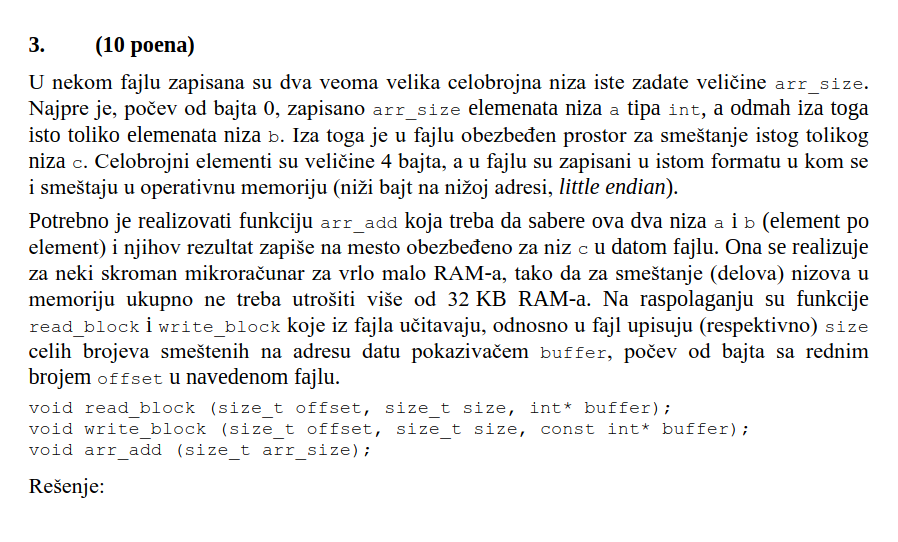 3. (10 poena)
U nekom fajlu zapisana su dva veoma velika celobrojna niza iste zadate veličine arr_size.
Najpre je, počev od bajta 0, zapisano arr_size elemenata niza a tipa int, a odmah iza toga
isto toliko elemenata niza b. Iza toga je u fajlu obezbeđen prostor za smeštanje istog tolikog
niza c. Celobrojni elementi su veličine 4 bajta, a u fajlu su zapisani u istom formatu u kom se
i smeštaju u operativnu memoriju (niži bajt na nižoj adresi, little endian).
Potrebno je realizovati funkciju arr_add koja treba da sabere ova dva niza a i b (element po
element) i njihov rezultat zapiše na mesto obezbeđeno za niz c u datom fajlu. Ona se realizuje
za neki skroman mikroračunar za vrlo malo RAM-a, tako da za smeštanje (delova) nizova u
memoriju ukupno ne treba utrošiti više od 32 KB RAM-a. Na raspolaganju su funkcije
read_block i write_block koje iz fajla učitavaju, odnosno u fajl upisuju (respektivno) size
celih brojeva smeštenih na adresu datu pokazivačem buffer, počev od bajta sa rednim
brojem offset u navedenom fajlu.
void read_block (size_t offset, size_t size, int* buffer);
void write_block (size_t offset, size_t size, const int* buffer);
void arr_add (size_t arr_size);
Rešenje: